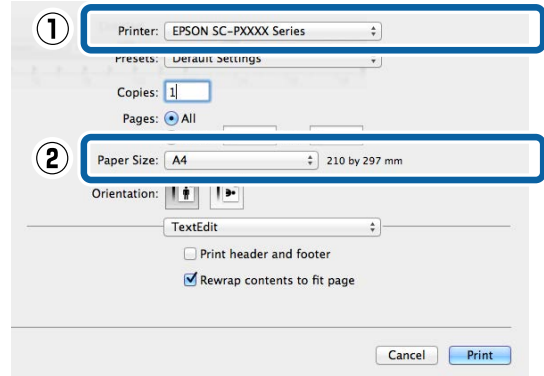 ① Printer: EPSON SC-PXXXX Series
Presets: Default Settings
Copies: 1
Pages: All
② Paper Size: A4 210 by 297 mm
Orientation:
TextEdit
Print header and footer
Rewrap contents to fit page
Cancel Print